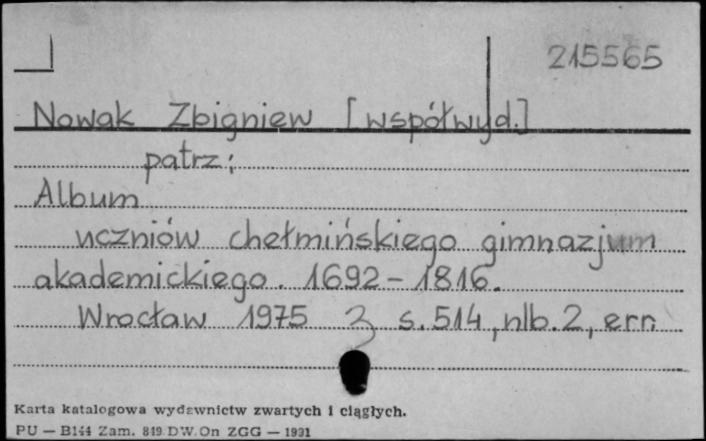 215565
Nowak Zbigniew [współwyd.]
patrz:
Album
uczniów chełmińskiego gimnazjum
akademickiego. 1692-1816.
Wrocław 1975 s.514, nlb.2, err.
Karta katalogowa wydawnictw zwartych i ciągłych.
PU — B144 Zam. 849 DW.On ZGG — 1991